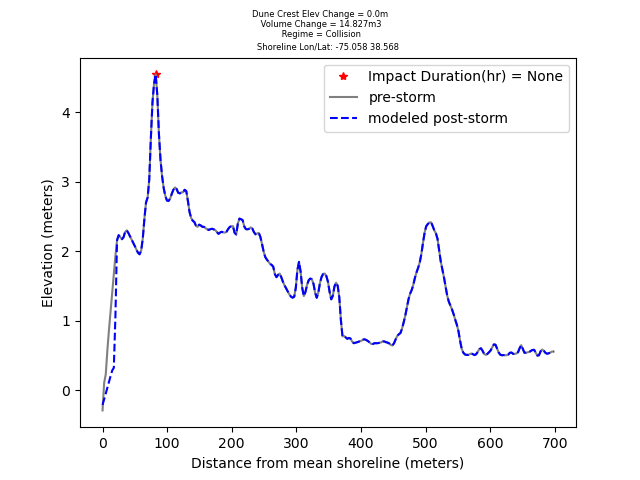 Dune Crest Elev Change = 0.0m
Volume Change = 14.827m3
Regime = Collision
Shoreline Lon/Lat: -75.058 38.568
Impact Duration(hr) = None
pre-storm
modeled post-storm
Elevation (meters)
4
3
2
1
0
0 100 200 300 400 500 600 700
Distance from mean shoreline (meters)